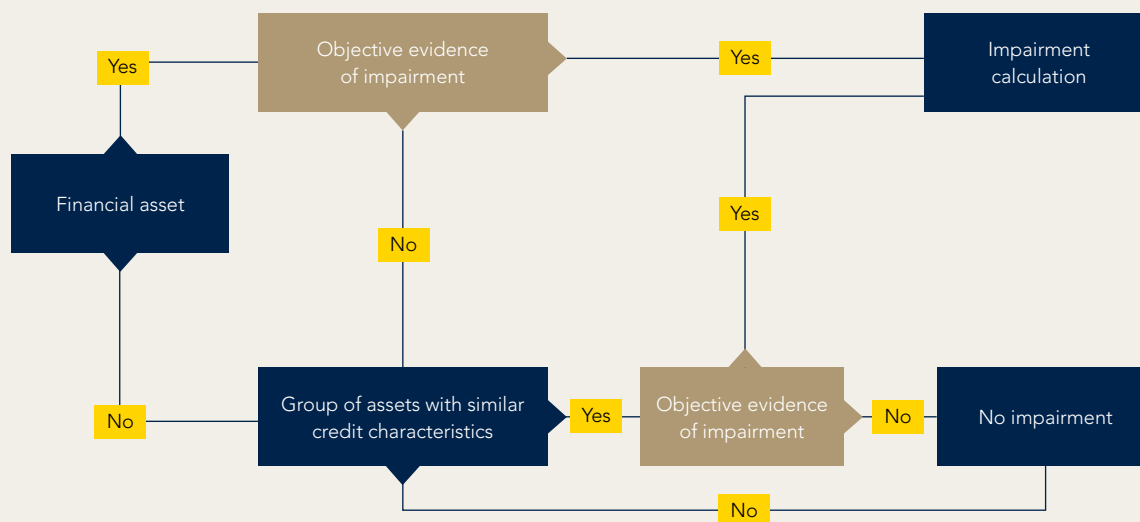 Objective evidence
of impairment
Yes
Yes
Impairment
calculation
Financial asset
Yes
No
Group of assets with similar
credit characteristics
No
Yes
Objective evidence
of impairment
No
No impairment
No